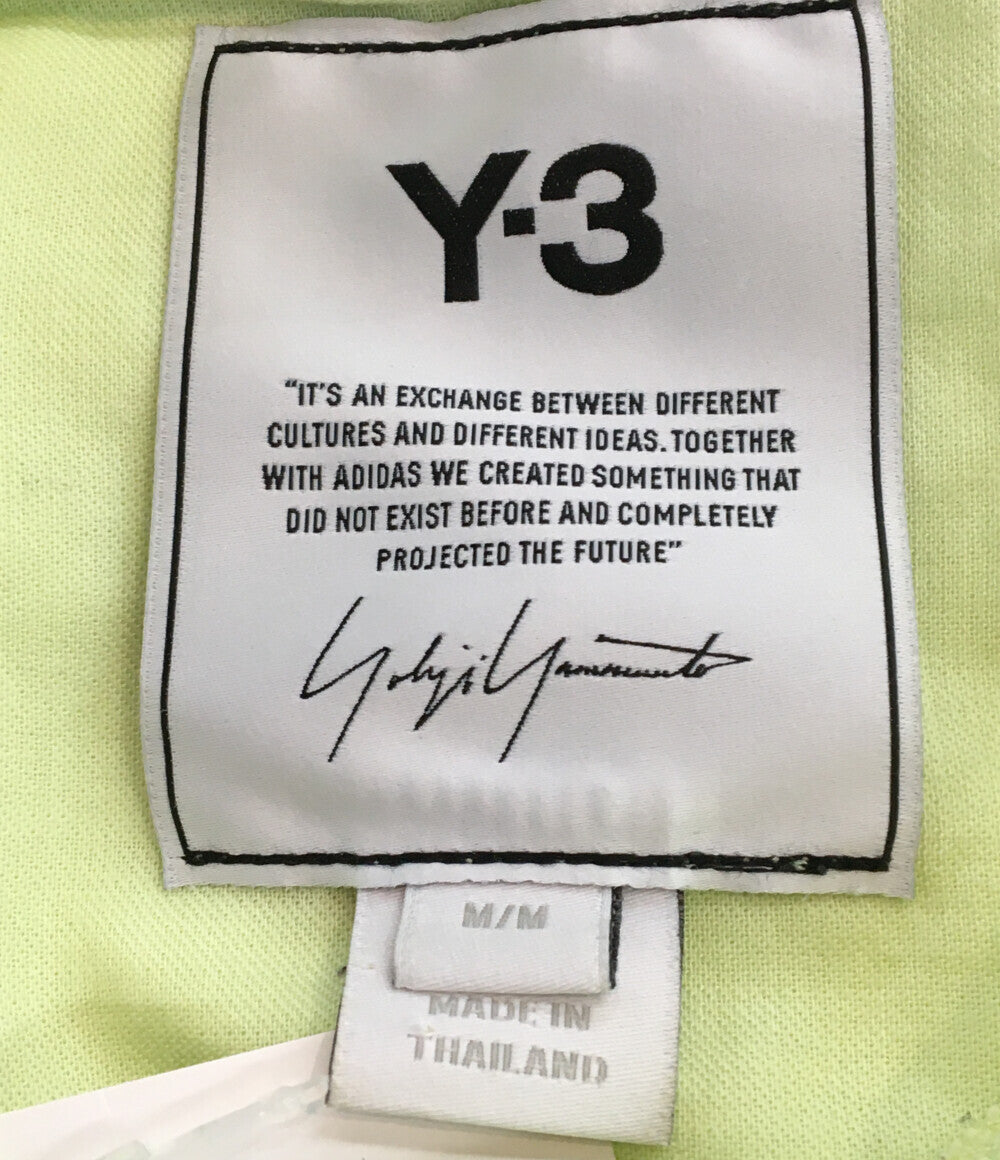 Y-3
“IT'S AN EXCHANGE BETWEEN DIFFERENT
CULTURES AND DIFFERENT IDEAS. TOGETHER
WITH ADIDAS WE CREATED SOMETHING THAT
DID NOT EXIST BEFORE AND COMPLETELY
PROJECTED THE FUTURE”
Yohji Yamamoto
M/M
MADE IN
THAILAND